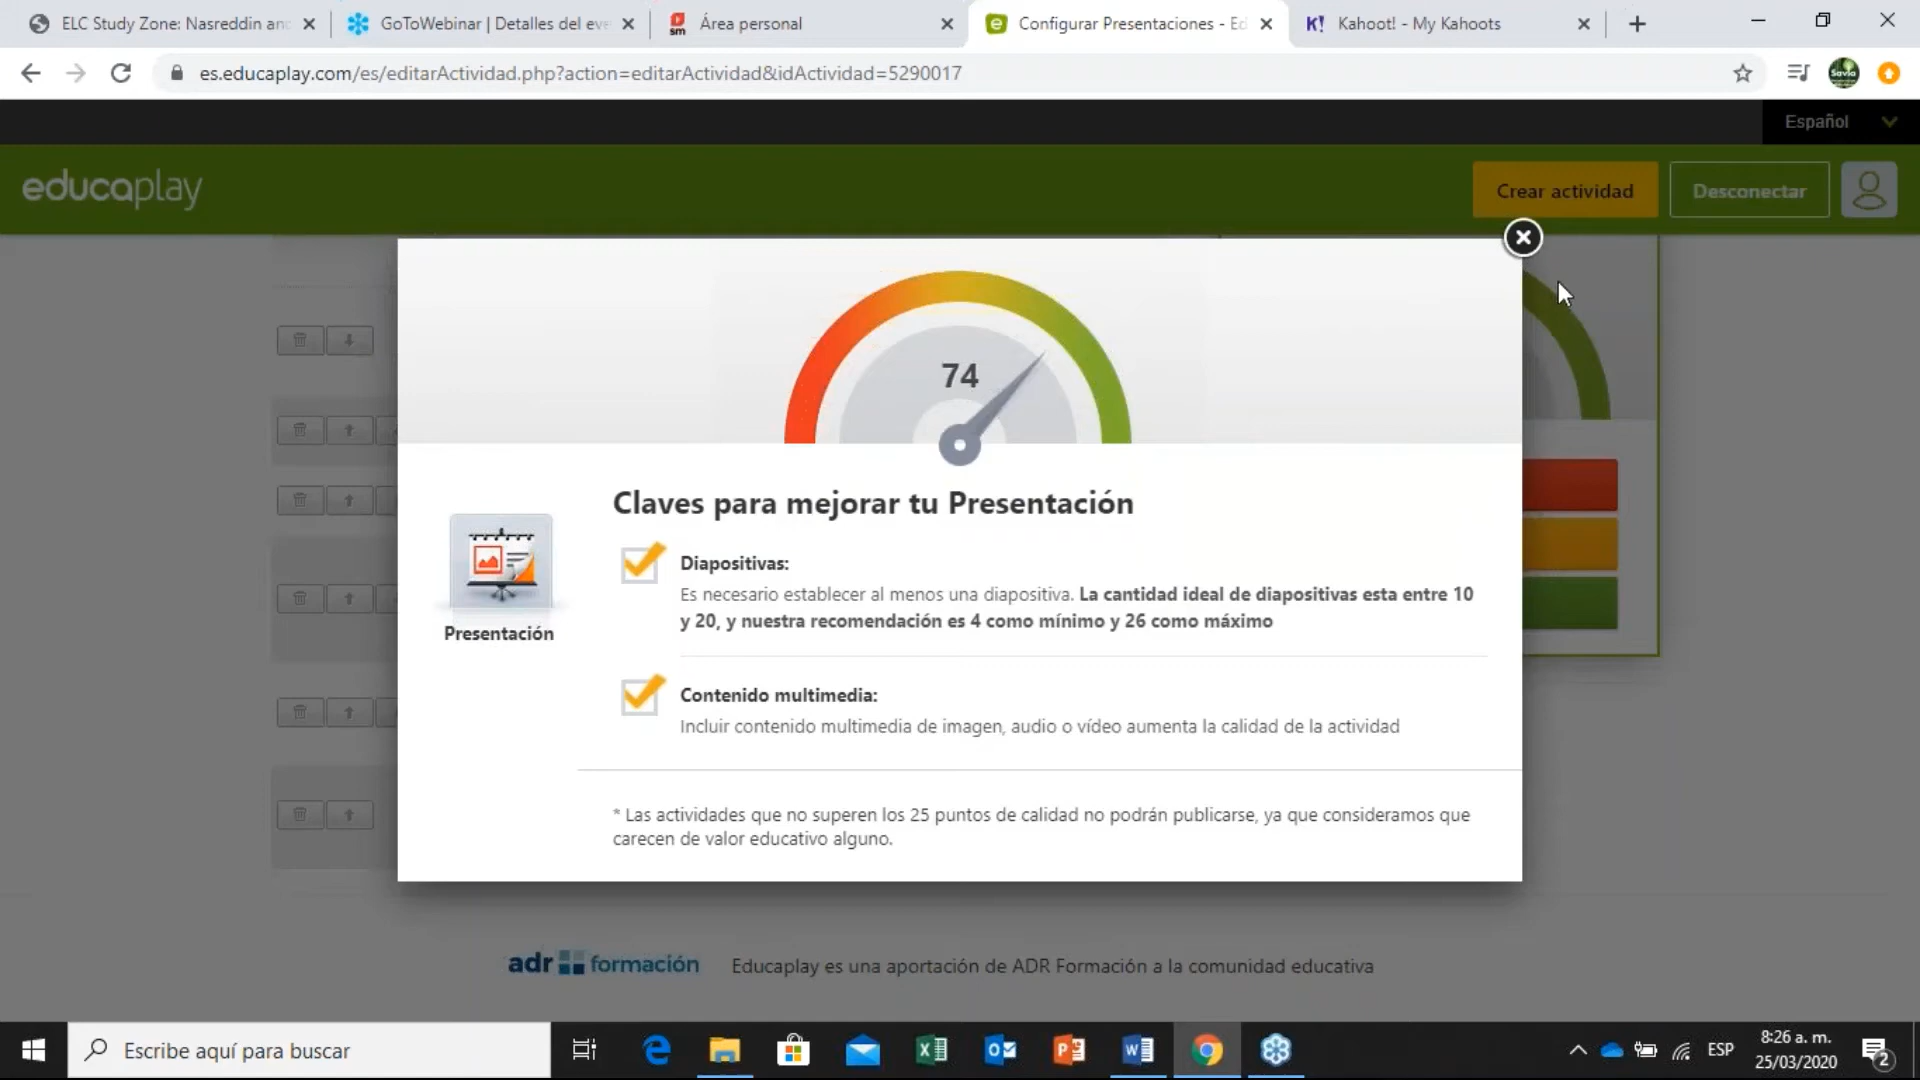 ELC Study Zone: Nasreddin an
GoToWebinar | Detalles del eve
sm
Área personal
Configurar Presentaciones - Ed
K! Kahoot! - My Kahoots
es.educaplay.com/es/editarActividad.php?action=editarActividad&idActividad=5290017
Savia
Español
educaplay
Crear actividad
Desconectar
74
Claves para mejorar tu Presentación
Presentación
Diapositivas:
Es necesario establecer al menos una diapositiva. La cantidad ideal de diapositivas esta entre 10
y 20, y nuestra recomendación es 4 como mínimo y 26 como máximo
Contenido multimedia:
Incluir contenido multimedia de imagen, audio o vídeo aumenta la calidad de la actividad
* Las actividades que no superen los 25 puntos de calidad no podrán publicarse, ya que consideramos que
carecen de valor educativo alguno.
adr formación
Educaplay es una aportación de ADR Formación a la comunidad educativa
Escribe aquí para buscar
ESP
8:26 a. m.
25/03/2020
2